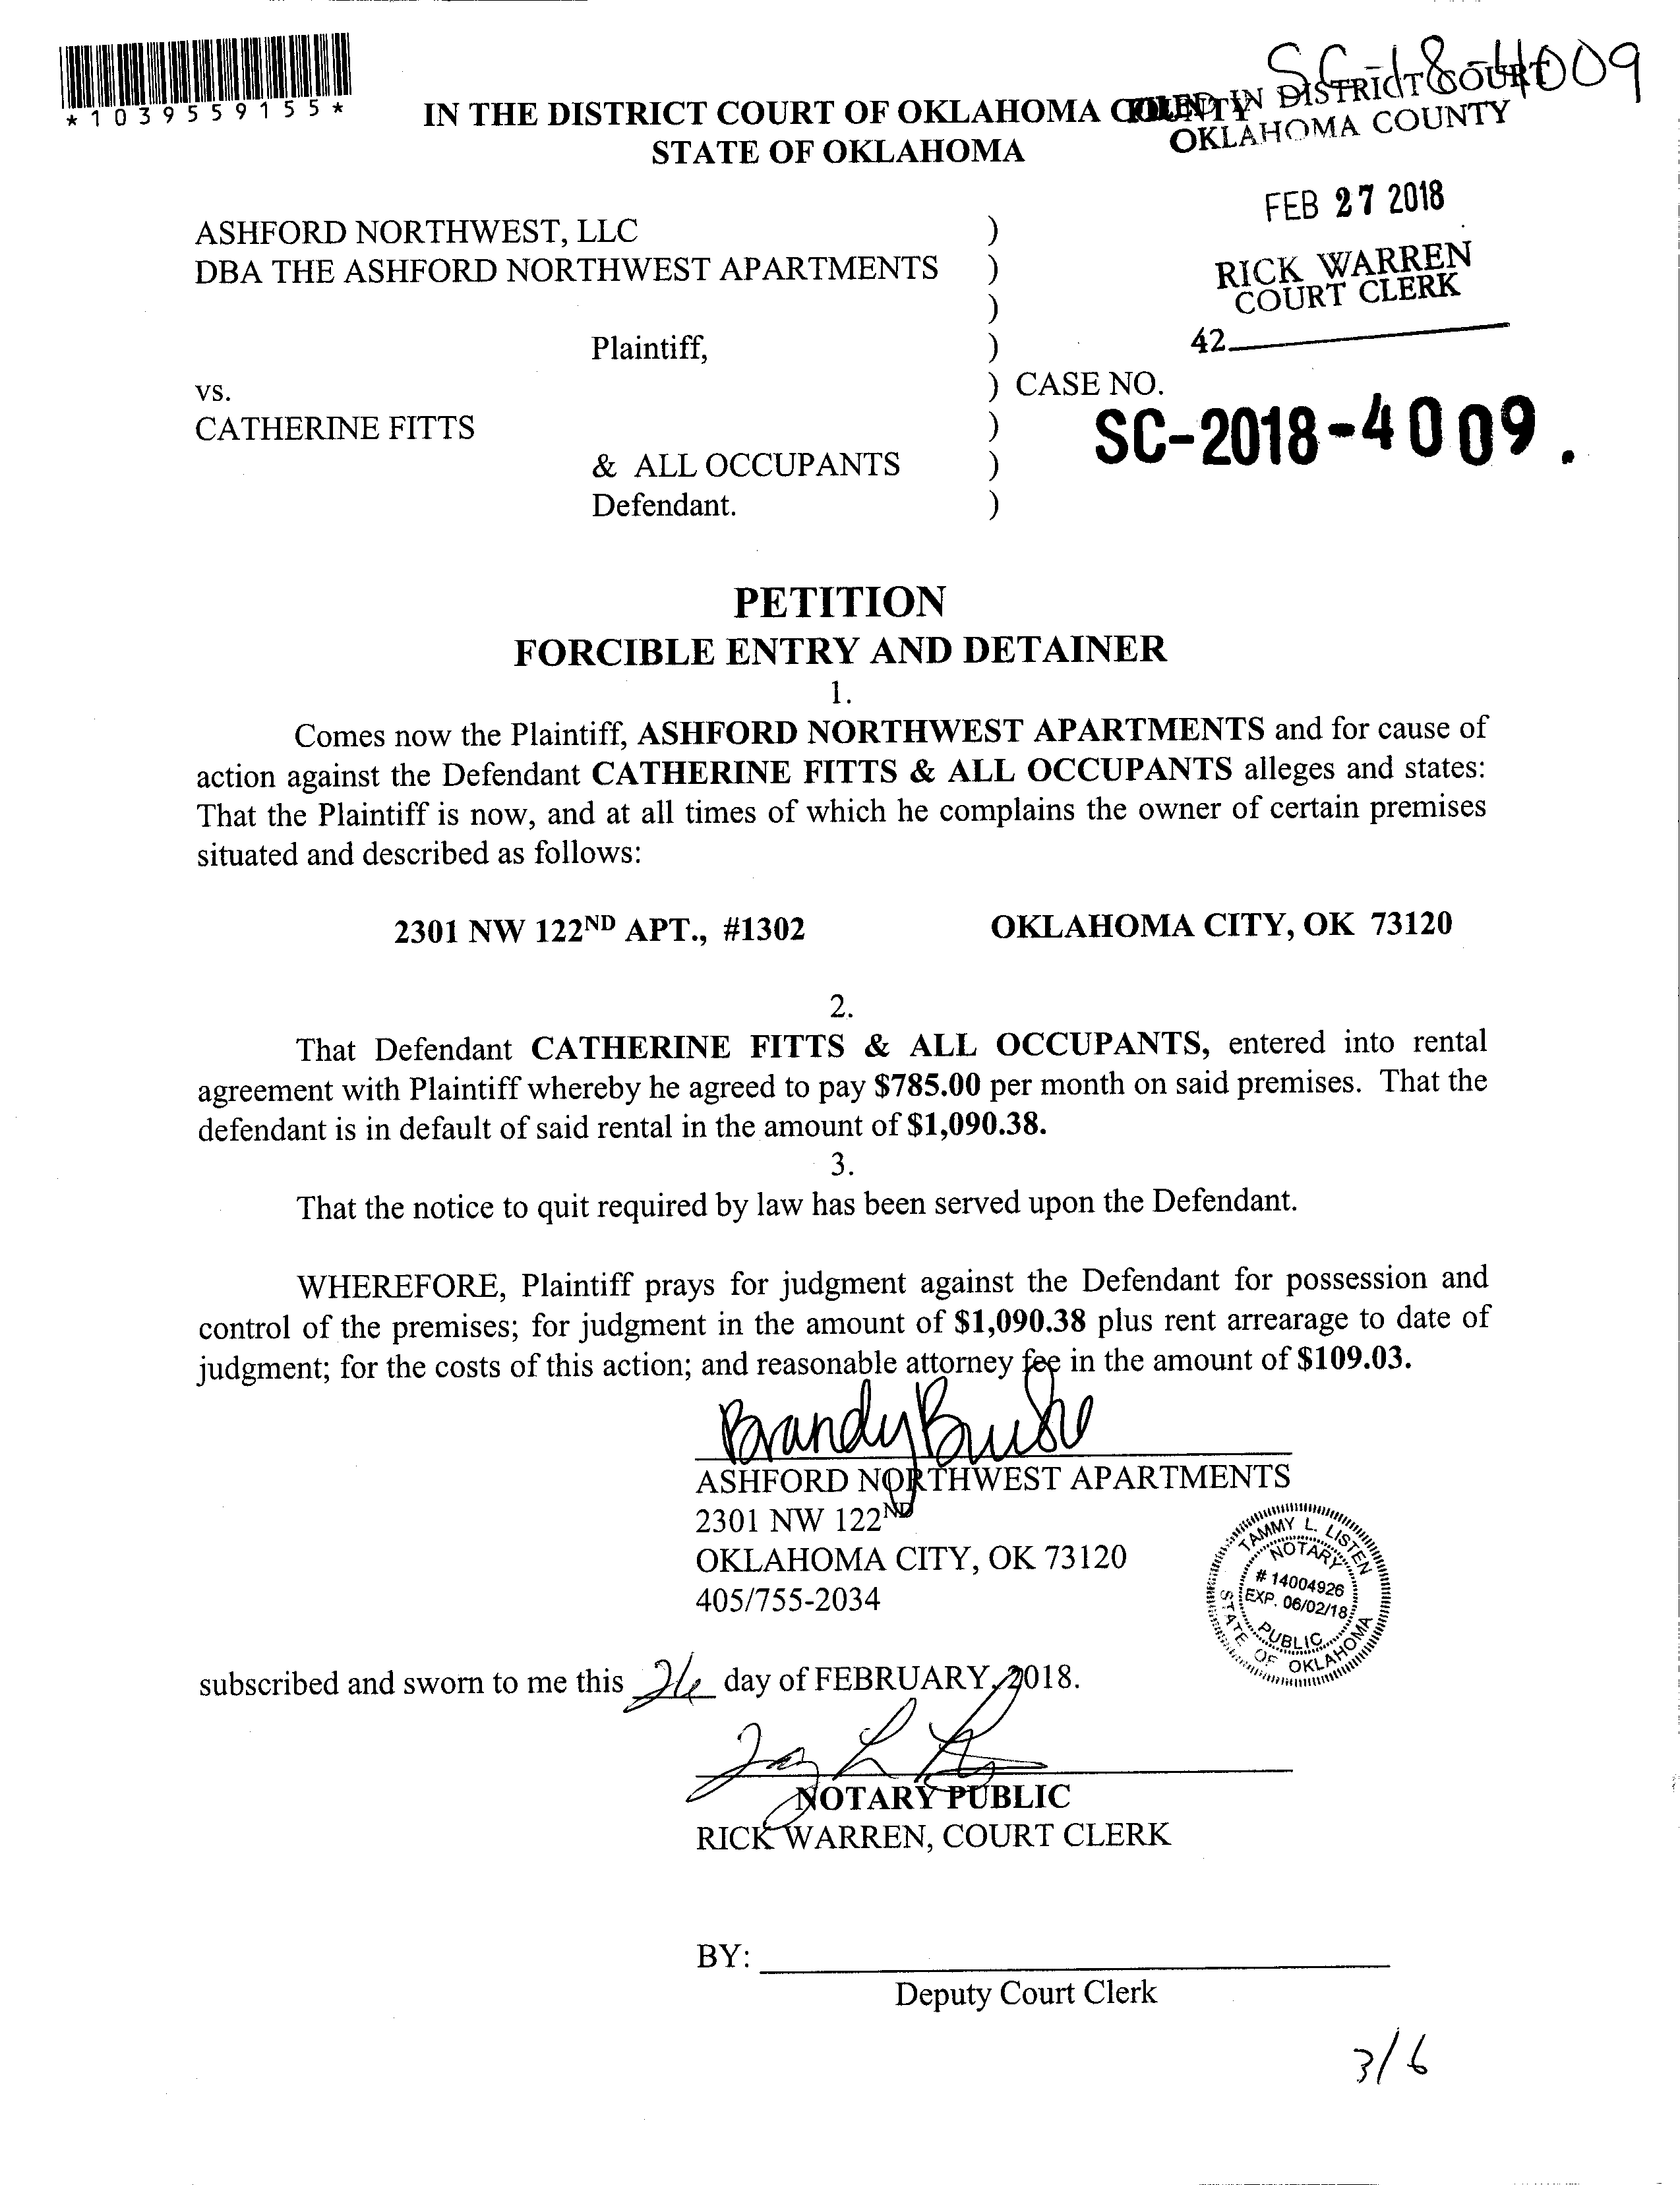 SC-18-4009
*1039559155*
IN THE DISTRICT COURT OF OKLAHOMA COUNTY
STATE OF OKLAHOMA
FILED IN DISTRICT COURT
OKLAHOMA COUNTY
FEB 27 2018
RICK WARREN
COURT CLERK
42
ASHFORD NORTHWEST, LLC )
DBA THE ASHFORD NORTHWEST APARTMENTS )
)
Plaintiff, )
vs. ) CASE NO.
CATHERINE FITTS )
SC-2018-4009.
& ALL OCCUPANTS )
Defendant. )
PETITION
FORCIBLE ENTRY AND DETAINER
1.
Comes now the Plaintiff, ASHFORD NORTHWEST APARTMENTS and for cause of
action against the Defendant CATHERINE FITTS & ALL OCCUPANTS alleges and states:
That the Plaintiff is now, and at all times of which he complains the owner of certain premises
situated and described as follows:
2301 NW 122ND APT., #1302 OKLAHOMA CITY, OK 73120
2.
That Defendant CATHERINE FITTS & ALL OCCUPANTS, entered into rental
agreement with Plaintiff whereby he agreed to pay $785.00 per month on said premises. That the
defendant is in default of said rental in the amount of $1,090.38.
3.
That the notice to quit required by law has been served upon the Defendant.
WHEREFORE, Plaintiff prays for judgment against the Defendant for possession and
control of the premises; for judgment in the amount of $1,090.38 plus rent arrearage to date of
judgment; for the costs of this action; and reasonable attorney fee in the amount of $109.03.
Brandy
ASHFORD NORTHWEST APARTMENTS
2301 NW 122ND
OKLAHOMA CITY, OK 73120
405/755-2034
TAMMY L. LISTEN
NOTARY
# 14004926
EXP. 06/02/18
PUBLIC
STATE OF OKLAHOMA
subscribed and sworn to me this 26 day of FEBRUARY, 2018.
NOTARY PUBLIC
RICK WARREN, COURT CLERK
BY:
Deputy Court Clerk
3/6